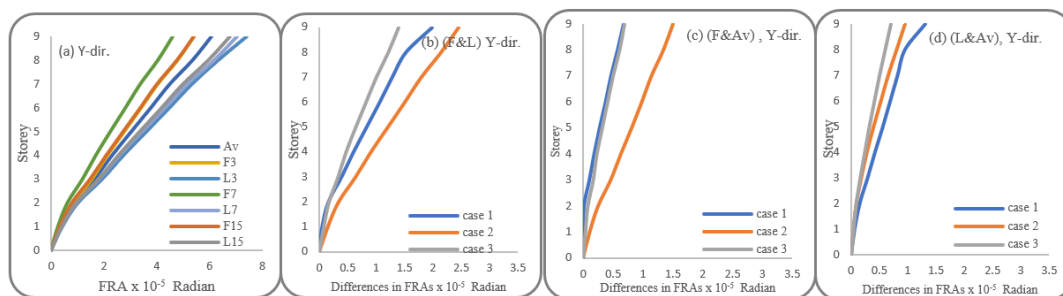 (a) Y-dir.
9
8
7
6
5
4
3
2
1
0
Storey
Av
F3
L3
F7
L7
F15
L15
0 2 4 6 8
FRA x 10⁻⁵ Radian
(b) (F&L) Y-dir.
9
8
7
6
5
4
3
2
1
0
Storey
case 1
case 2
case 3
0 0.5 1 1.5 2 2.5 3 3.5
Differences in FRAs x 10⁻⁵ Radian
(c) (F&Av) , Y-dir.
9
8
7
6
5
4
3
2
1
0
Storey
case 1
case 2
case 3
0 0.5 1 1.5 2 2.5 3 3.5
Differences in FRAs x 10⁻⁵ Radian
(d) (L&Av), Y-dir.
9
8
7
6
5
4
3
2
1
0
Storey
case 1
case 2
case 3
0 0.5 1 1.5 2 2.5 3 3.5
Differences in FRAs x 10⁻⁵ Radian